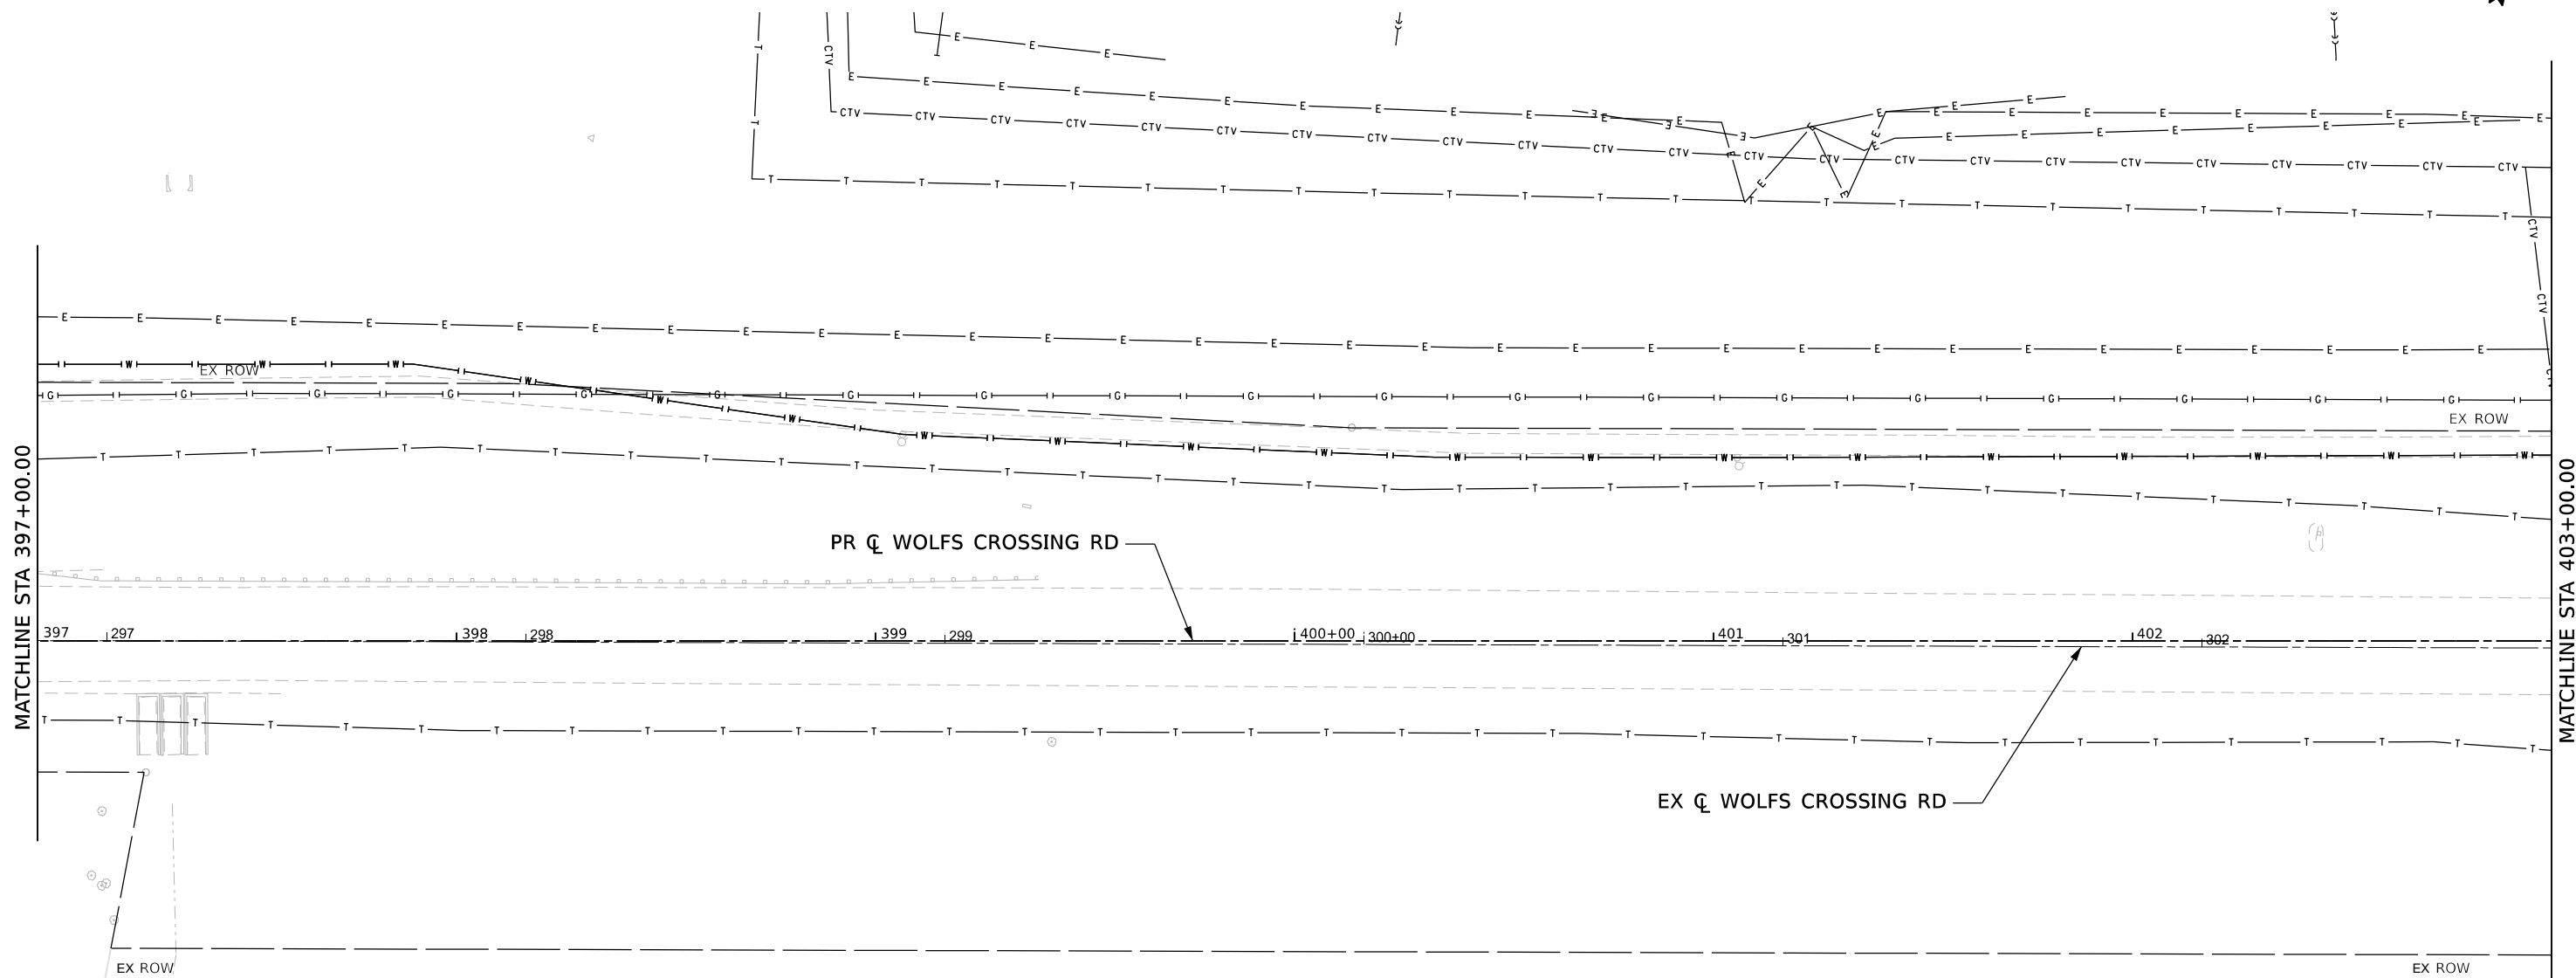 EX ROW
EX ROW
MATCHLINE STA 397+00.00
MATCHLINE STA 403+00.00
PR ℄ WOLFS CROSSING RD
397 297 398 298 399 299 400+00 300+00 401 301 402 302
EX ℄ WOLFS CROSSING RD
EX ROW
EX ROW